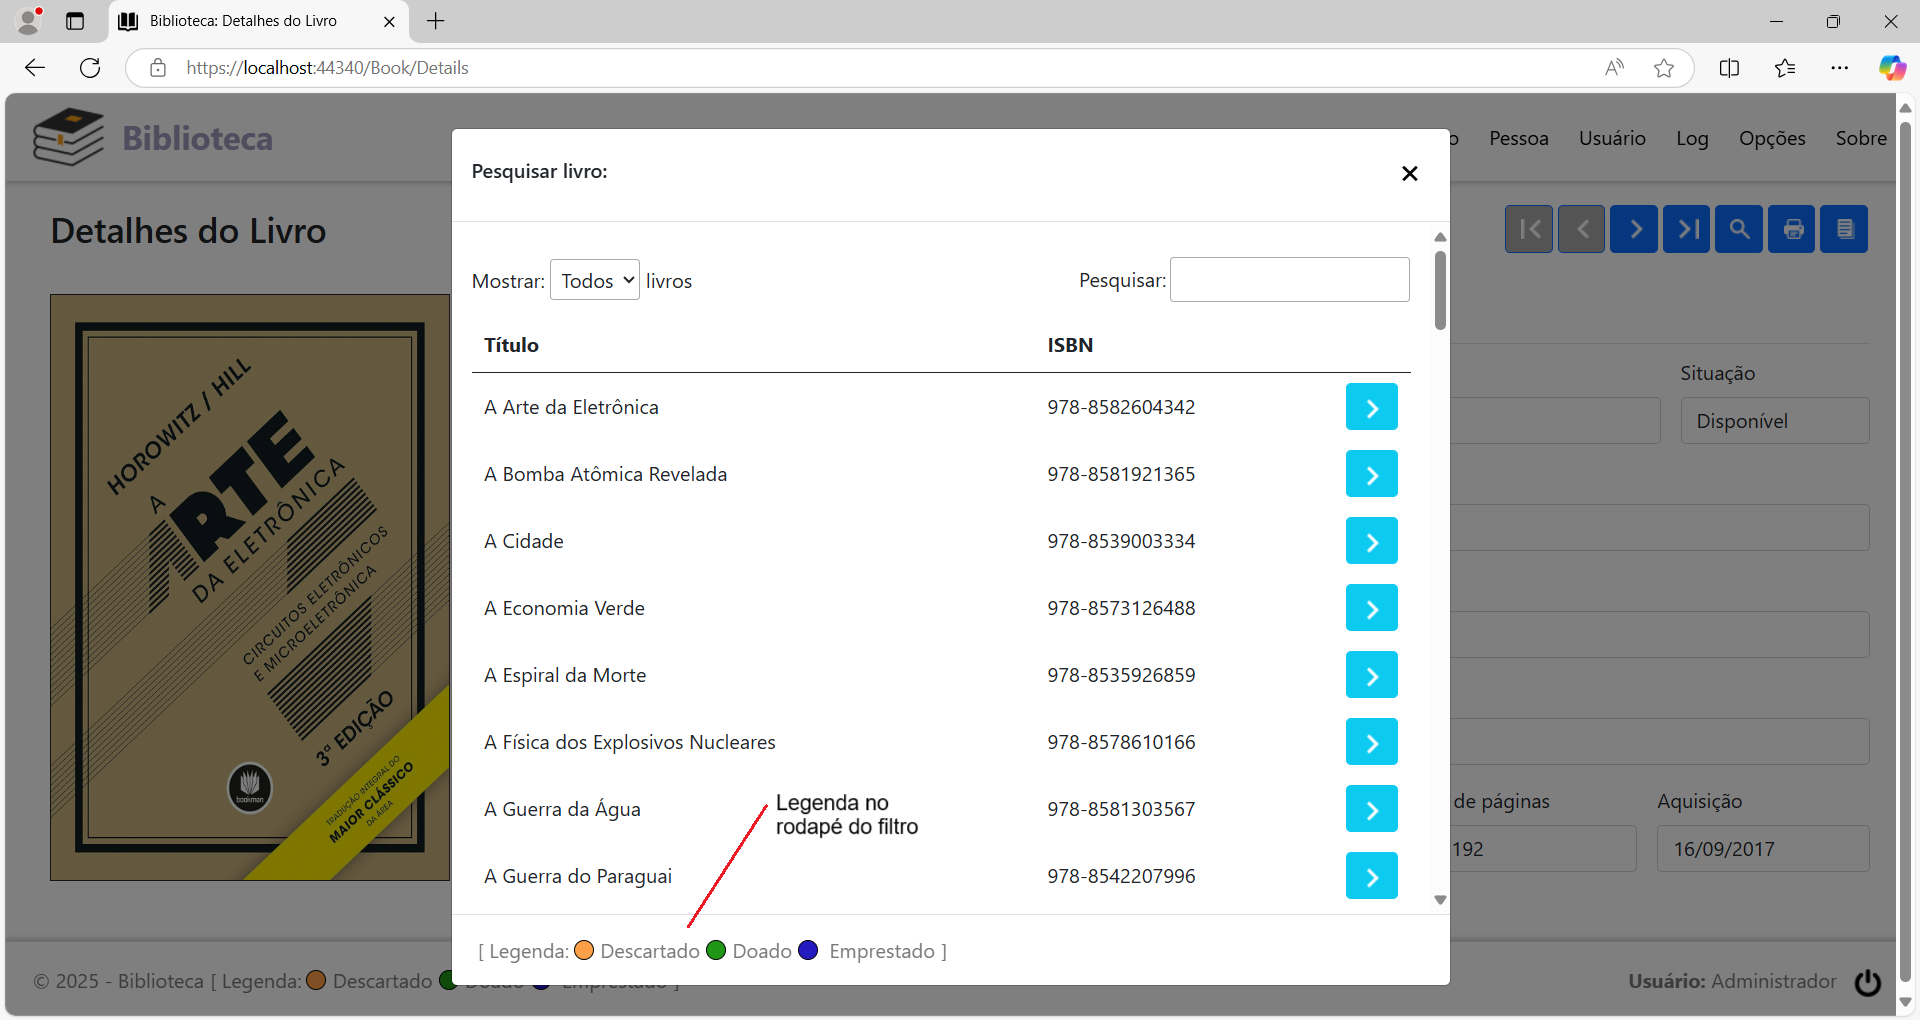 Biblioteca: Detalhes do Livro
https://localhost:44340/Book/Details
Biblioteca
Pessoa Usuário Log Opções Sobre
Pesquisar livro:
Detalhes do Livro
Mostrar: Todos livros
Pesquisar:
Título ISBN
A Arte da Eletrônica 978-8582604342
A Bomba Atômica Revelada 978-8581921365
A Cidade 978-8539003334
A Economia Verde 978-8573126488
A Espiral da Morte 978-8535926859
A Física dos Explosivos Nucleares 978-8578610166
A Guerra da Água 978-8581303567
A Guerra do Paraguai 978-8542207996
Legenda no
rodapé do filtro
[ Legenda: Descartado Doado Emprestado ]
HOROWITZ / HILL
A
ARTE
DA ELETRÔNICA
CIRCUITOS ELETRÔNICOS
E MICROELETRÔNICA
3ª EDIÇÃO
bookman
TRADUÇÃO INTEGRAL DO
MAIOR CLÁSSICO
DA ÁREA
Situação
Disponível
de páginas Aquisição
192 16/09/2017
© 2025 - Biblioteca [ Legenda: Descartado Doado Emprestado ]
Usuário: Administrador